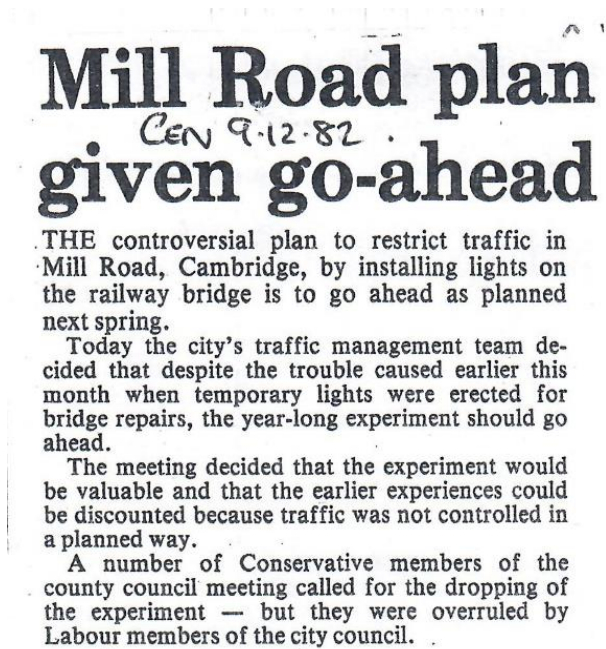 Mill Road plan
CEN 9.12.82.
given go-ahead
THE controversial plan to restrict traffic in
Mill Road, Cambridge, by installing lights on
the railway bridge is to go ahead as planned
next spring.
Today the city's traffic management team de-
cided that despite the trouble caused earlier this
month when temporary lights were erected for
bridge repairs, the year-long experiment should go
ahead.
The meeting decided that the experiment would
be valuable and that the earlier experiences could
be discounted because traffic was not controlled in
a planned way.
A number of Conservative members of the
county council meeting called for the dropping of
the experiment — but they were overruled by
Labour members of the city council.